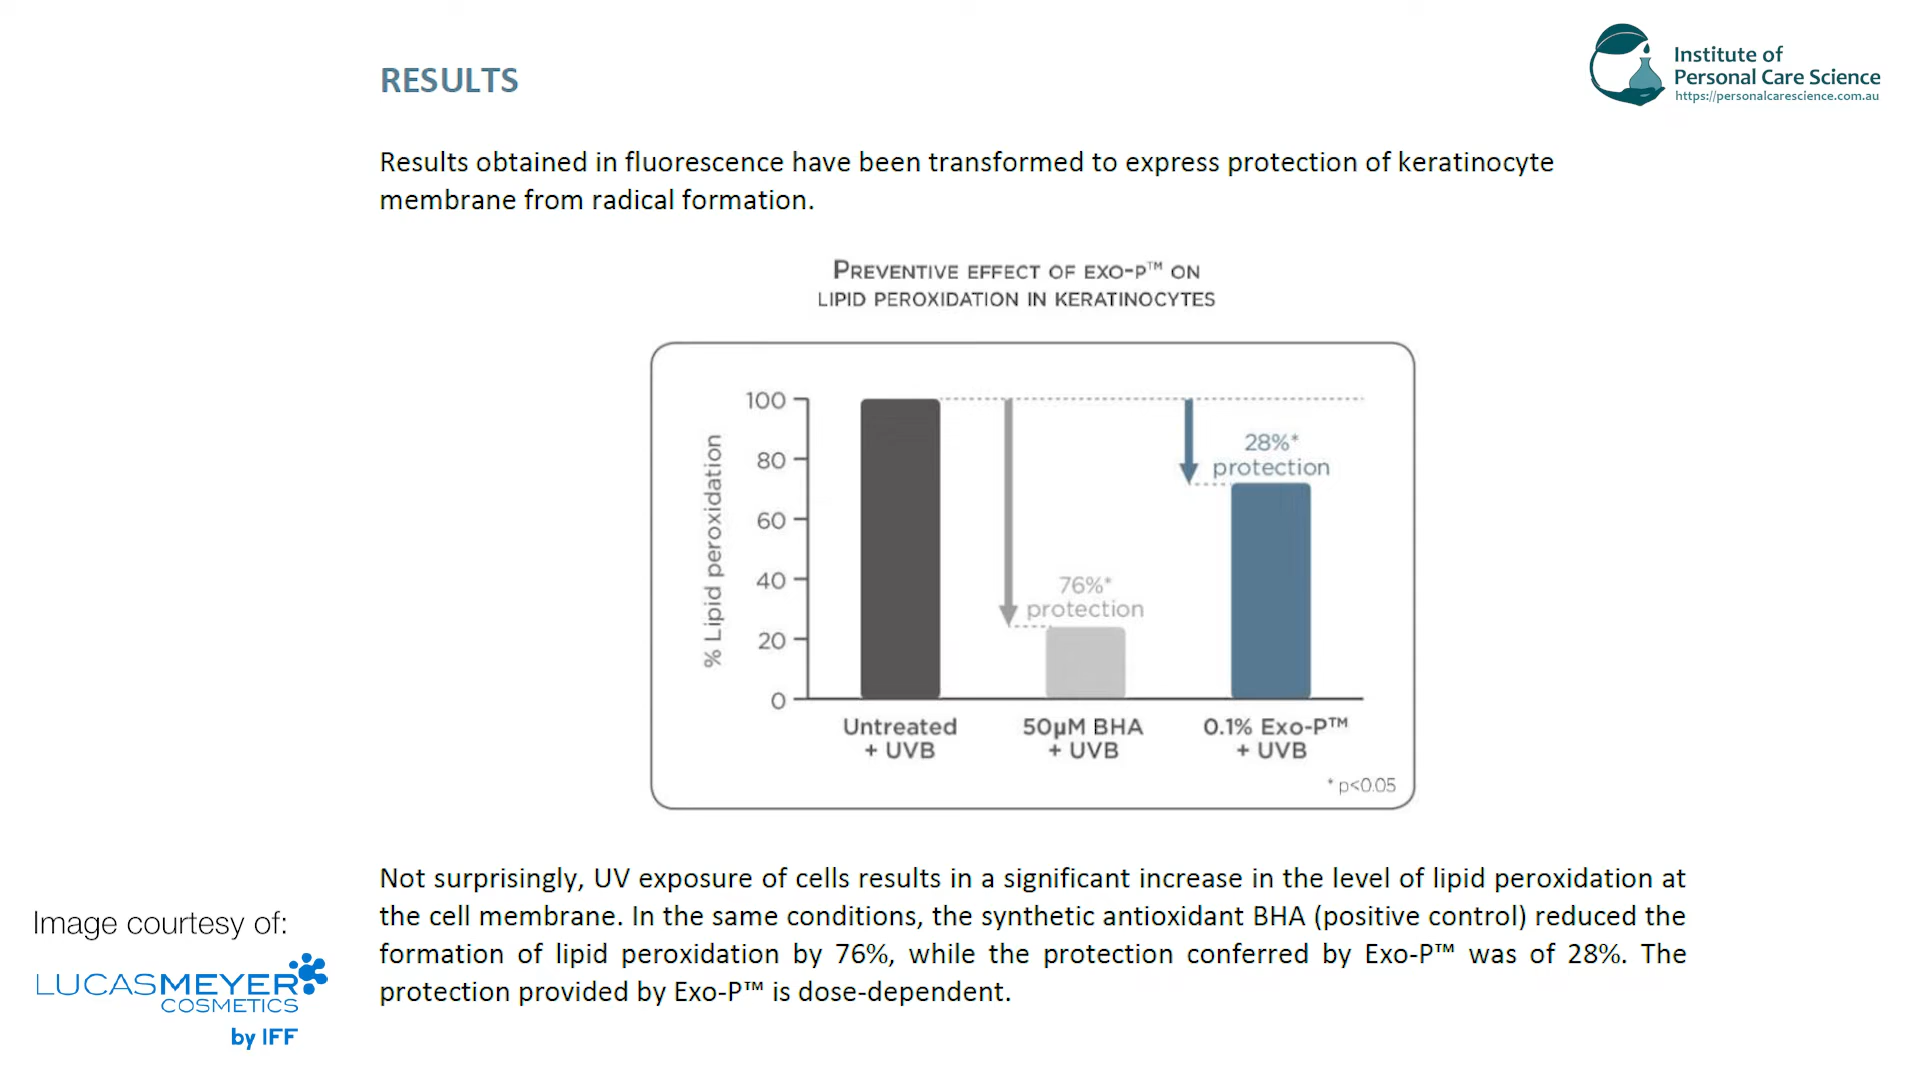 Institute of
Personal Care Science
https://personalcarescience.com.au
RESULTS
Results obtained in fluorescence have been transformed to express protection of keratinocyte
membrane from radical formation.
PREVENTIVE EFFECT OF EXO-P™ ON
LIPID PEROXIDATION IN KERATINOCYTES
% Lipid peroxidation
100
80
60
40
20
0
76%*
protection
28%*
protection
Untreated
+ UVB
50µM BHA
+ UVB
0.1% Exo-P™
+ UVB
* p<0.05
Not surprisingly, UV exposure of cells results in a significant increase in the level of lipid peroxidation at
the cell membrane. In the same conditions, the synthetic antioxidant BHA (positive control) reduced the
formation of lipid peroxidation by 76%, while the protection conferred by Exo-P™ was of 28%. The
protection provided by Exo-P™ is dose-dependent.
Image courtesy of:
LUCASMEYER
COSMETICS
by IFF